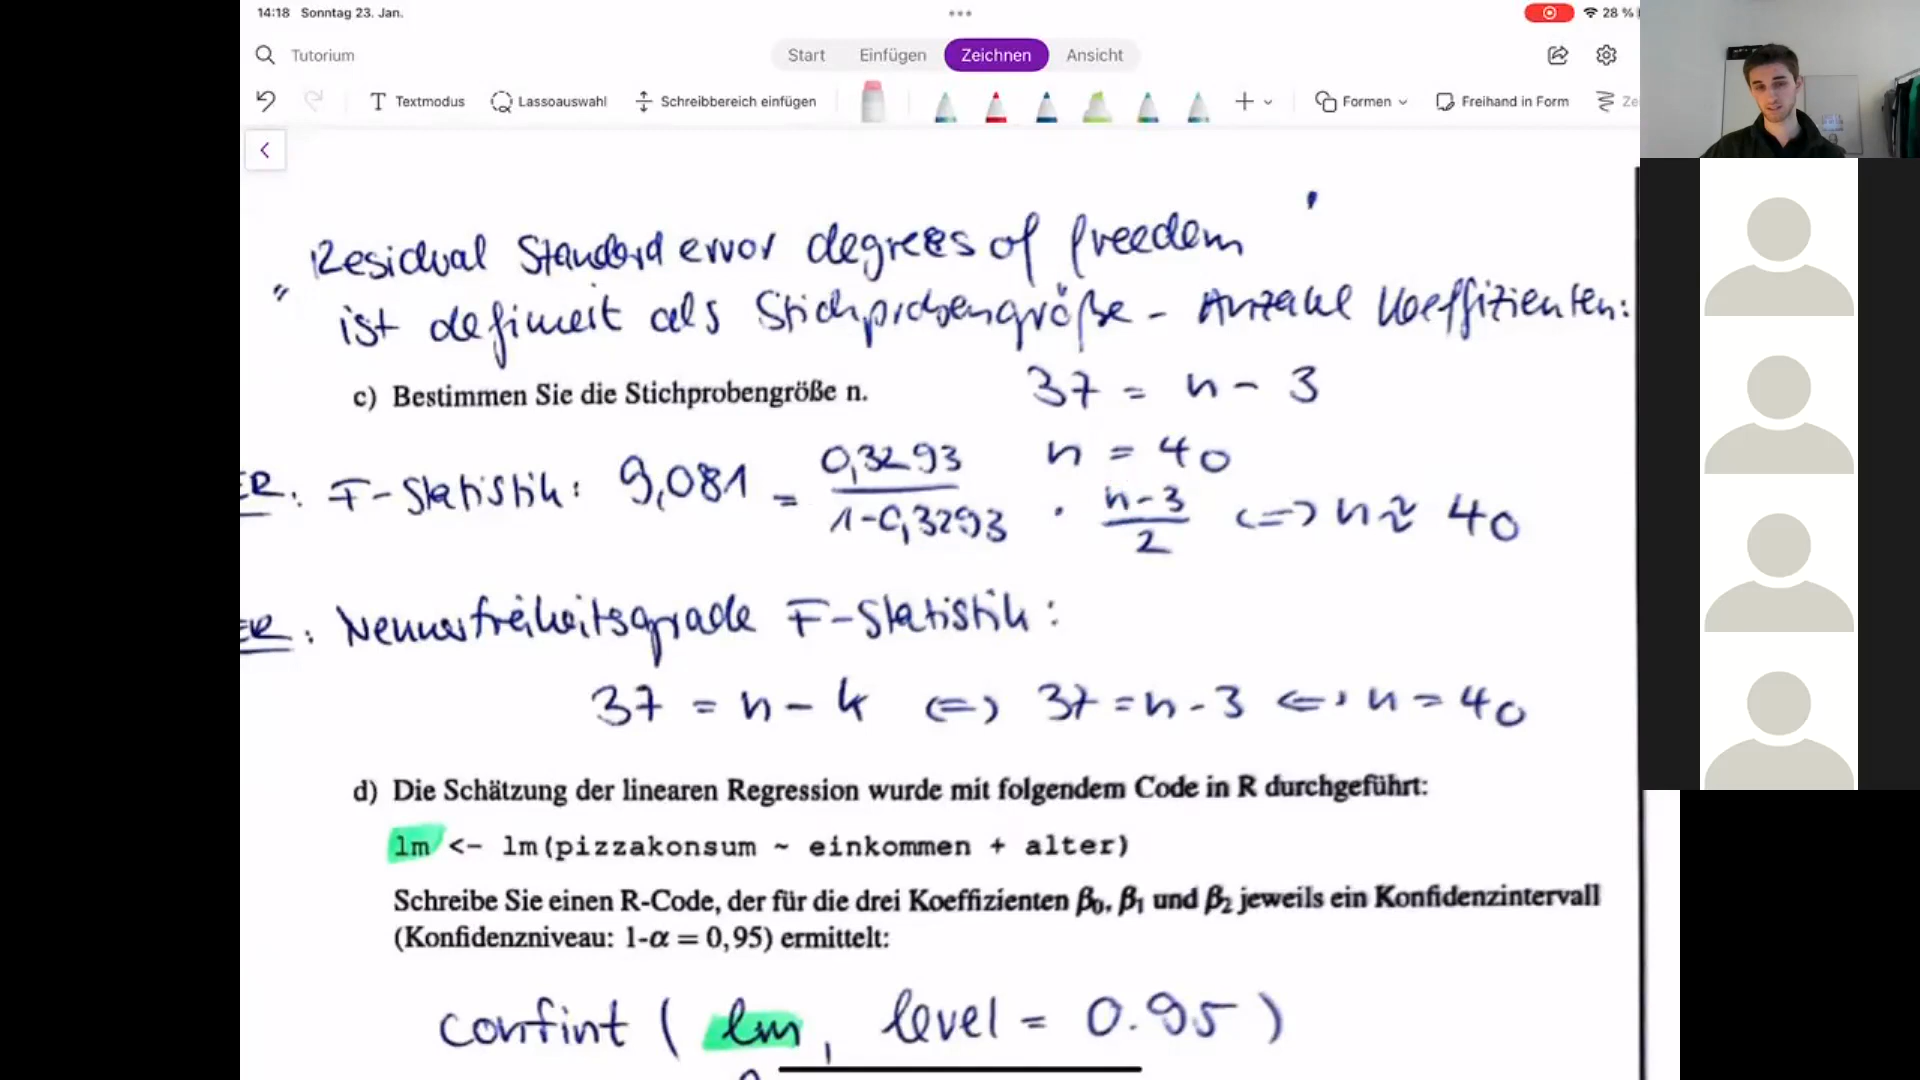 14:18 Sonntag 23. Jan.
28 %
Tutorium
Start Einfügen Zeichnen Ansicht
Textmodus Lassoauswahl Schreibbereich einfügen Formen Freihand in Form Ze
Residual Standard error degrees of freedom
" ist definiert als Stichprobengröße - Anzahl Koeffizienten:
c) Bestimmen Sie die Stichprobengröße n.
37 = n - 3
n = 40
ER: F-Statistik: 9,081 = 0,3293 / 1-0,3293 · n-3 / 2 <=> n ≈ 40
ER: Nennerfreiheitsgrade F-Statistik:
37 = n - k <=> 37 = n - 3 <=> n = 40
d) Die Schätzung der linearen Regression wurde mit folgendem Code in R durchgeführt:
lm <- lm(pizzakonsum ~ einkommen + alter)
Schreibe Sie einen R-Code, der für die drei Koeffizienten β₀, β₁ und β₂ jeweils ein Konfidenzintervall
(Konfidenzniveau: 1-α = 0,95) ermittelt:
confint ( lm, level = 0.95 )